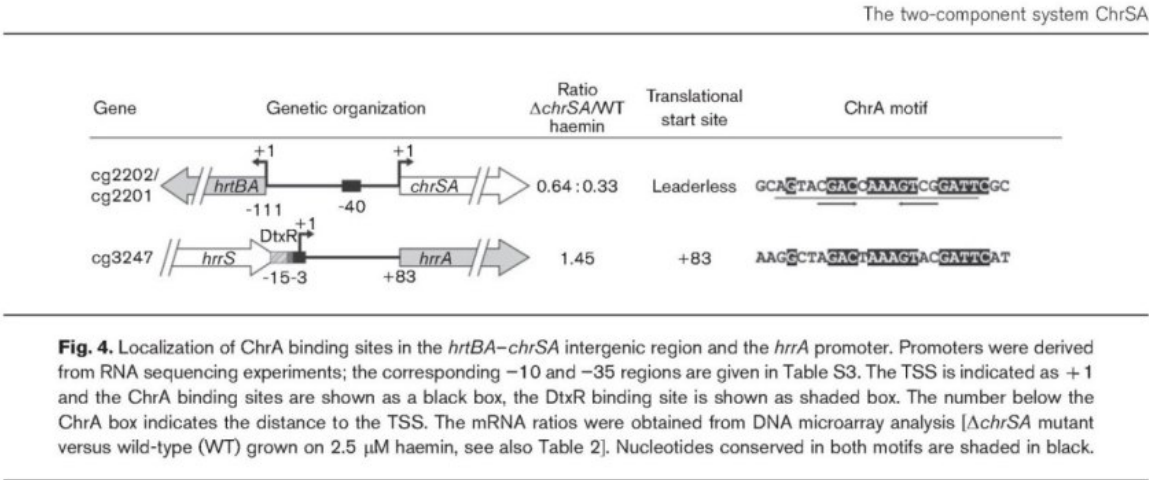 The two-component system ChrSA
Gene Genetic organization Ratio ΔchrSA/WT haemin Translational start site ChrA motif
+1 +1
cg2202/ cg2201 hrtBA chrSA 0.64 : 0.33 Leaderless GCAGTACGACCAAAGTCGGATTCGC
-111 -40
DtxR +1
cg3247 hrrS hrrA 1.45 +83 AAGGCTAGACTAAAGTACGATTCAT
-15 -3 +83
Fig. 4. Localization of ChrA binding sites in the hrtBA–chrSA intergenic region and the hrrA promoter. Promoters were derived
from RNA sequencing experiments; the corresponding −10 and −35 regions are given in Table S3. The TSS is indicated as +1
and the ChrA binding sites are shown as a black box, the DtxR binding site is shown as shaded box. The number below the
ChrA box indicates the distance to the TSS. The mRNA ratios were obtained from DNA microarray analysis [ΔchrSA mutant
versus wild-type (WT) grown on 2.5 μM haemin, see also Table 2]. Nucleotides conserved in both motifs are shaded in black.